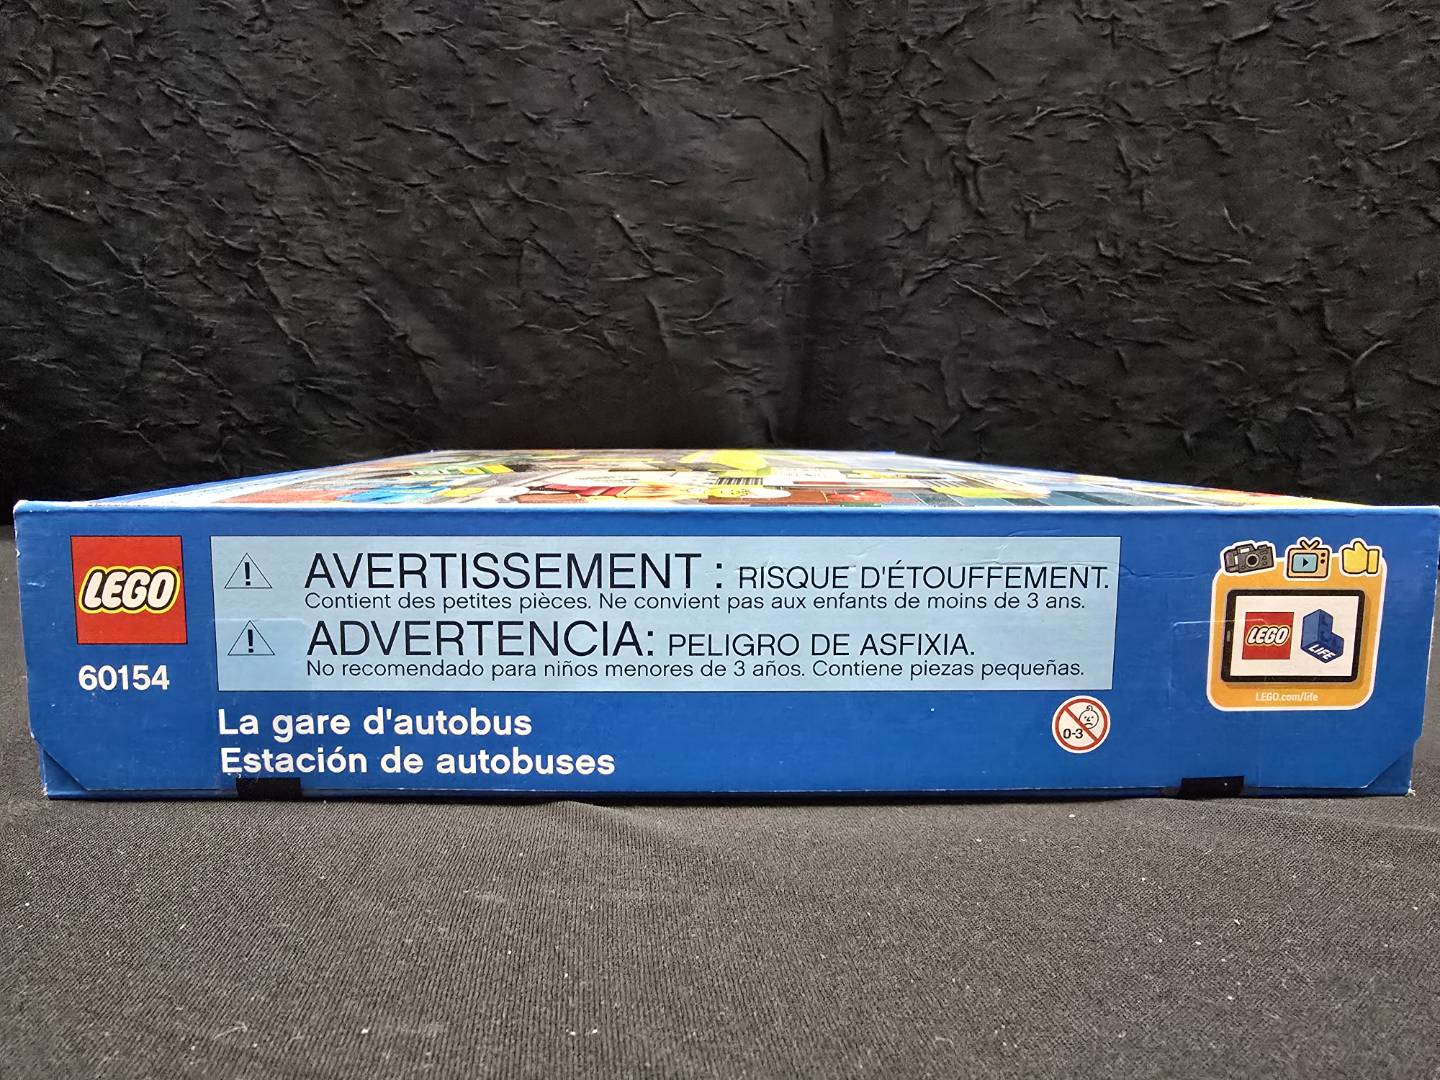 LEGO
60154
AVERTISSEMENT : RISQUE D'ÉTOUFFEMENT.
Contient des petites pièces. Ne convient pas aux enfants de moins de 3 ans.
ADVERTENCIA: PELIGRO DE ASFIXIA.
No recomendado para niños menores de 3 años. Contiene piezas pequeñas.
La gare d'autobus
Estación de autobuses
0-3
LEGO
LIFE
LEGO.com/life